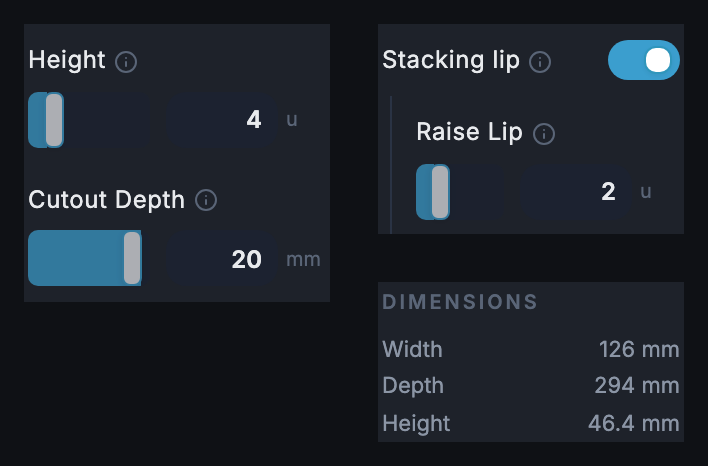 Height
4 u
Cutout Depth
20 mm
Stacking lip
Raise Lip
2 u
DIMENSIONS
Width 126 mm
Depth 294 mm
Height 46.4 mm